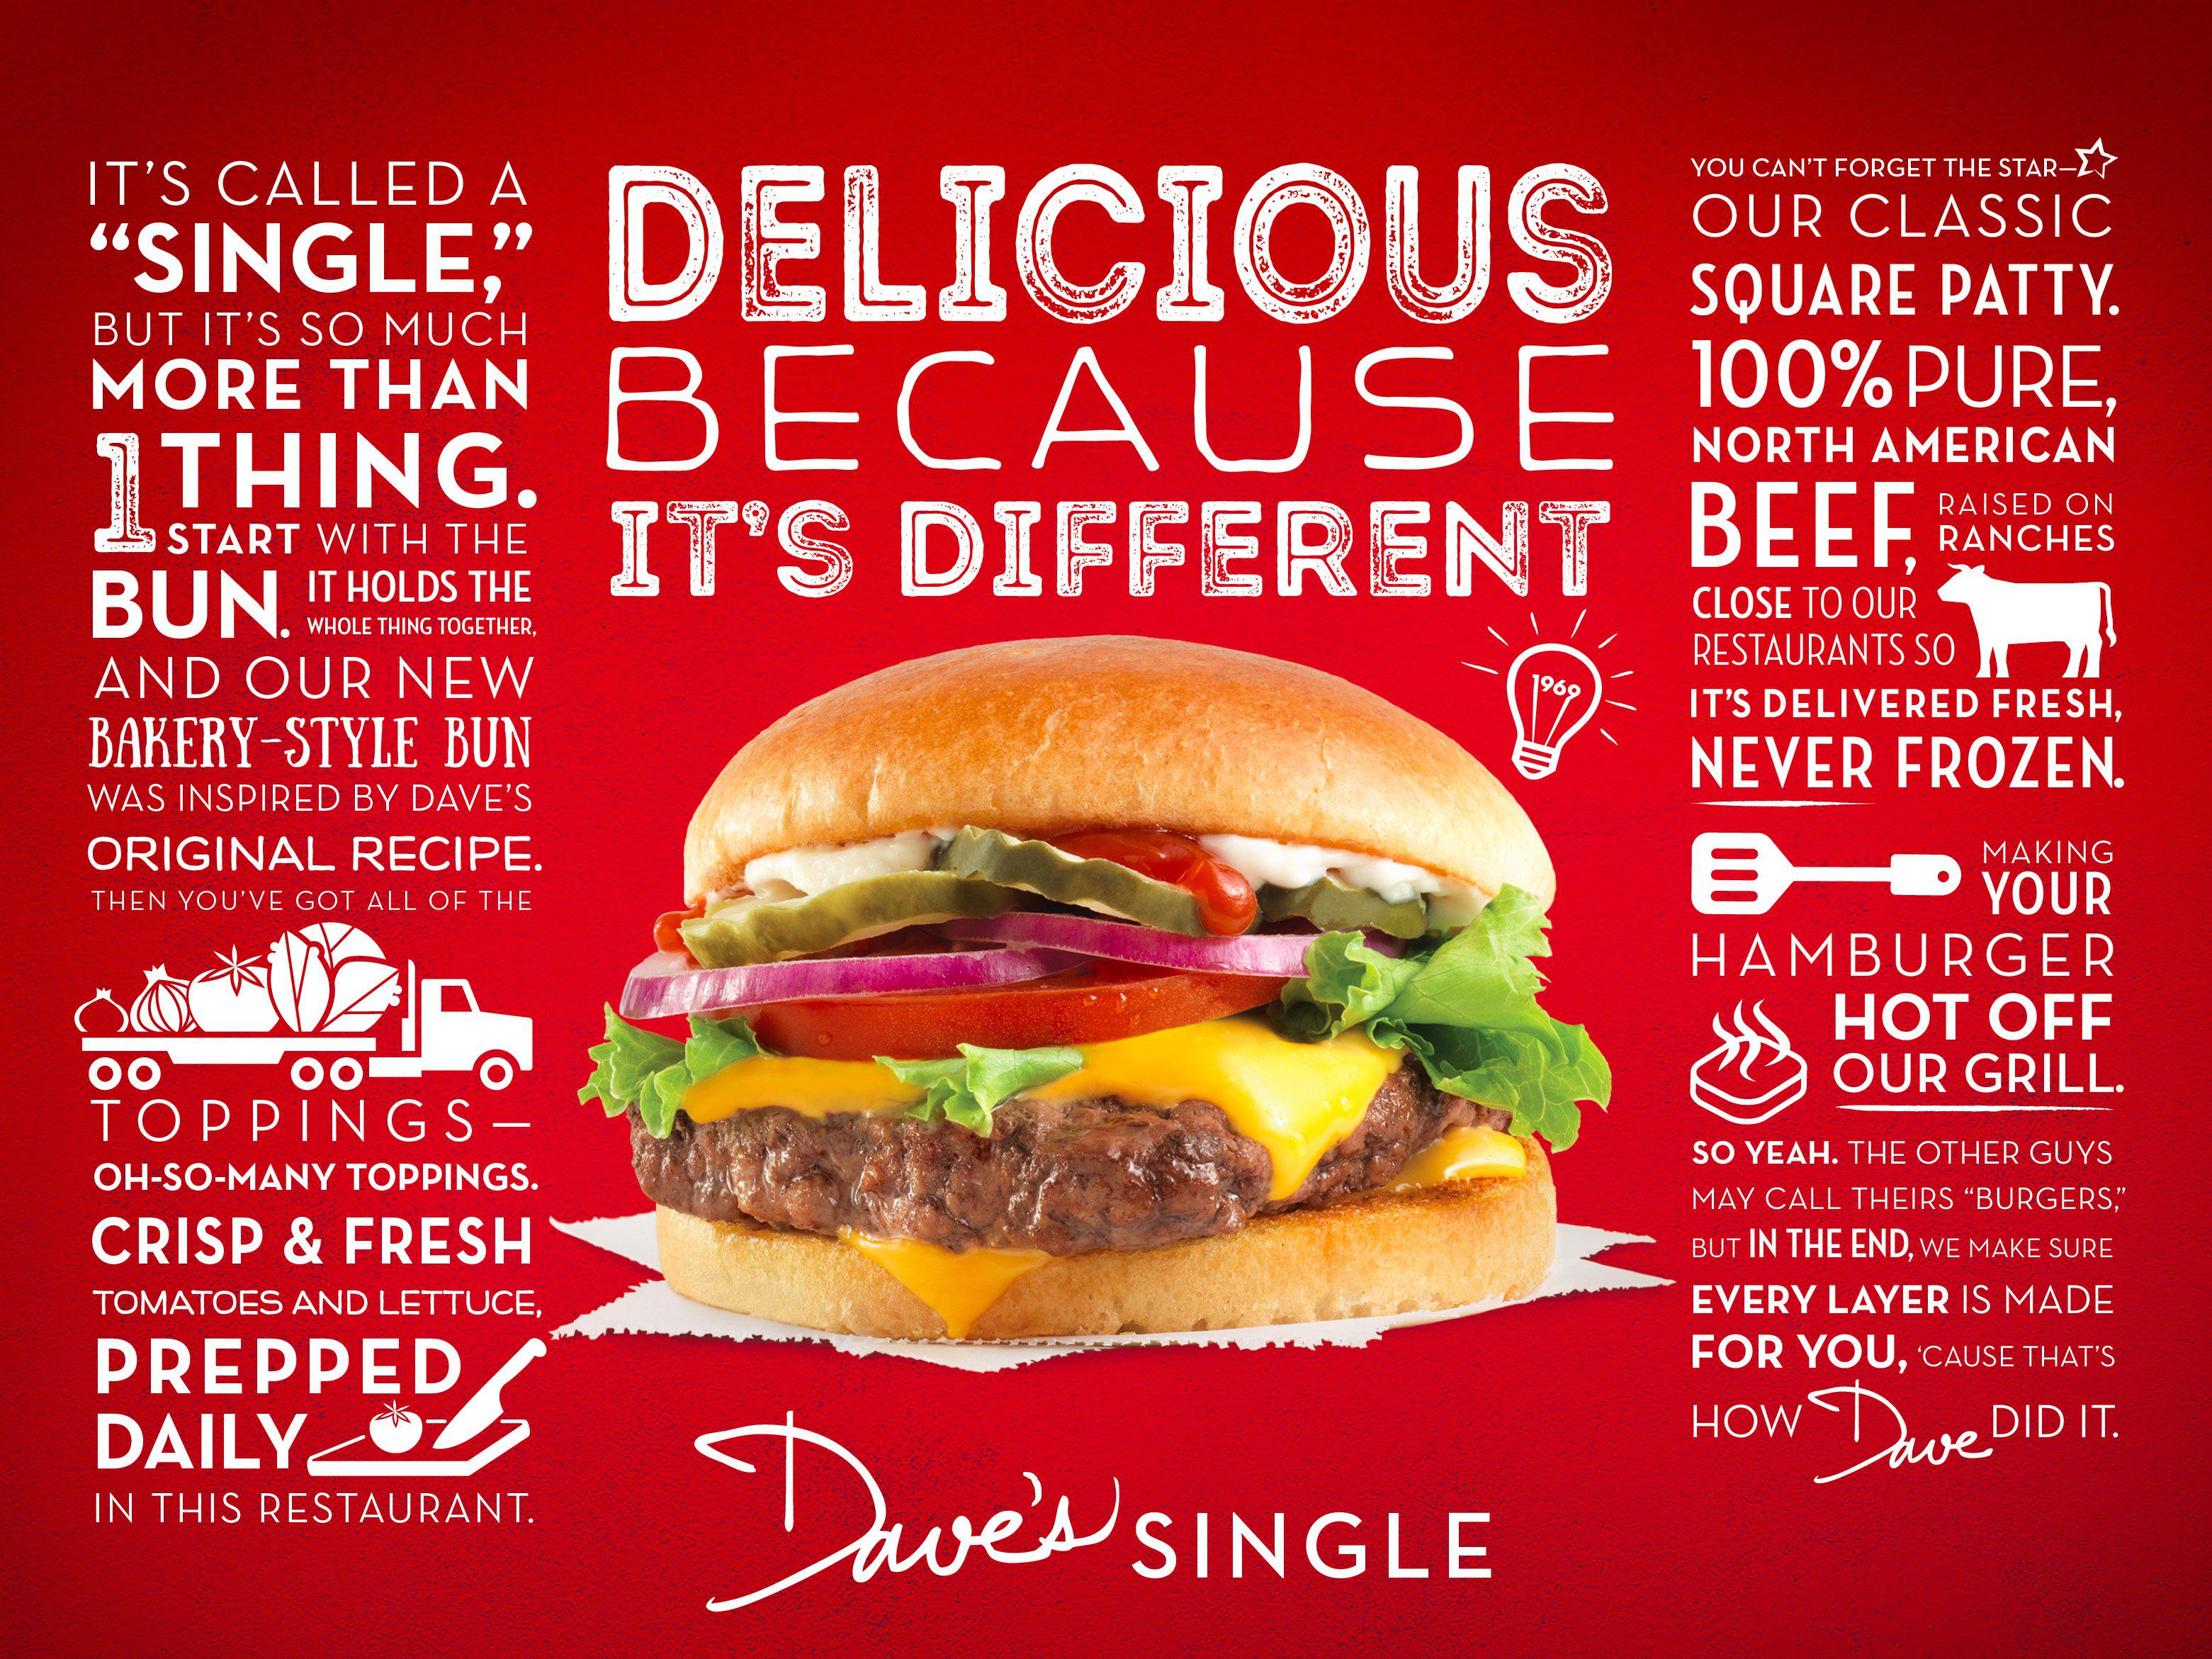 IT'S CALLED A
“SINGLE,”
BUT IT'S SO MUCH
MORE THAN
1 THING.
START WITH THE
BUN. IT HOLDS THE
WHOLE THING TOGETHER,
AND OUR NEW
BAKERY-STYLE BUN
WAS INSPIRED BY DAVE'S
ORIGINAL RECIPE.
THEN YOU'VE GOT ALL OF THE
TOPPINGS—
OH-SO-MANY TOPPINGS.
CRISP & FRESH
TOMATOES AND LETTUCE,
PREPPED
DAILY
IN THIS RESTAURANT.
DELICIOUS
BECAUSE
IT'S DIFFERENT
1969
Dave's SINGLE
YOU CAN'T FORGET THE STAR—
OUR CLASSIC
SQUARE PATTY.
100% PURE,
NORTH AMERICAN
BEEF, RAISED ON
RANCHES
CLOSE TO OUR
RESTAURANTS SO
IT'S DELIVERED FRESH,
NEVER FROZEN.
MAKING
YOUR
HAMBURGER
HOT OFF
OUR GRILL.
SO YEAH. THE OTHER GUYS
MAY CALL THEIRS “BURGERS,”
BUT IN THE END, WE MAKE SURE
EVERY LAYER IS MADE
FOR YOU, ‘CAUSE THAT'S
HOW Dave DID IT.